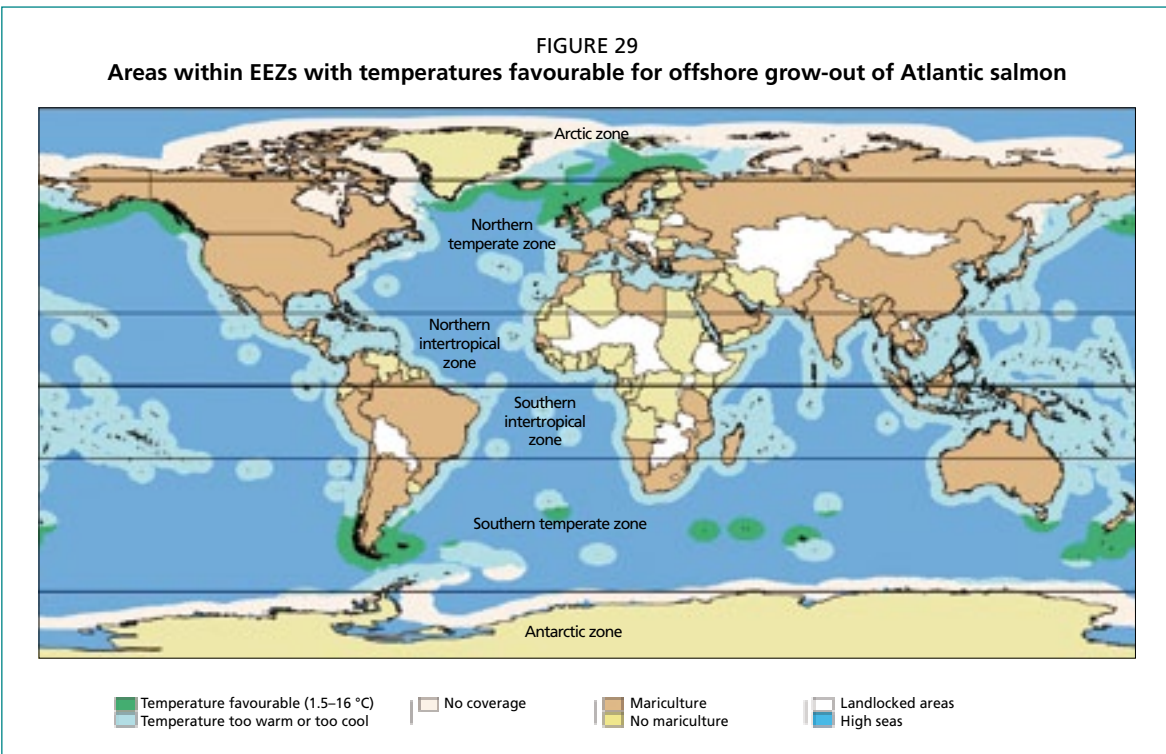 FIGURE 29
Areas within EEZs with temperatures favourable for offshore grow-out of Atlantic salmon
Arctic zone
Northern
temperate zone
Northern
intertropical
zone
Southern
intertropical
zone
Southern temperate zone
Antarctic zone
Temperature favourable (1.5–16 °C)
Temperature too warm or too cool
No coverage
Mariculture
No mariculture
Landlocked areas
High seas